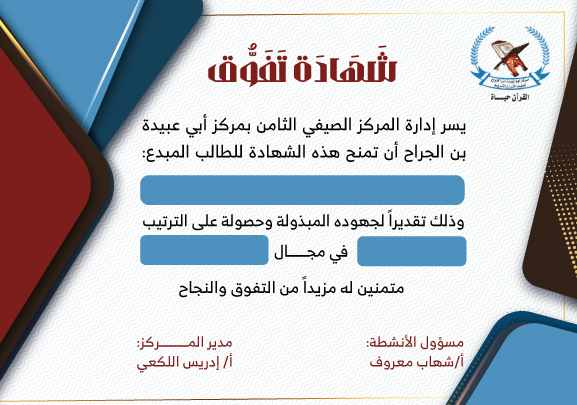 شَهَادَة تَفَوُّق
القرآن حياة
يسر إدارة المركز الصيفي الثامن بمركز أبي عبيدة
بن الجراح أن تمنح هذه الشهادة للطالب المبدع:
وذلك تقديراً لجهوده المبذولة وحصولة على الترتيب
في مجـــال
متمنين له مزيداً من التفوق والنجاح
مسؤول الأنشطة:
أ/شهاب معروف
مدير المـــــركز:
أ/ إدريس اللكعي